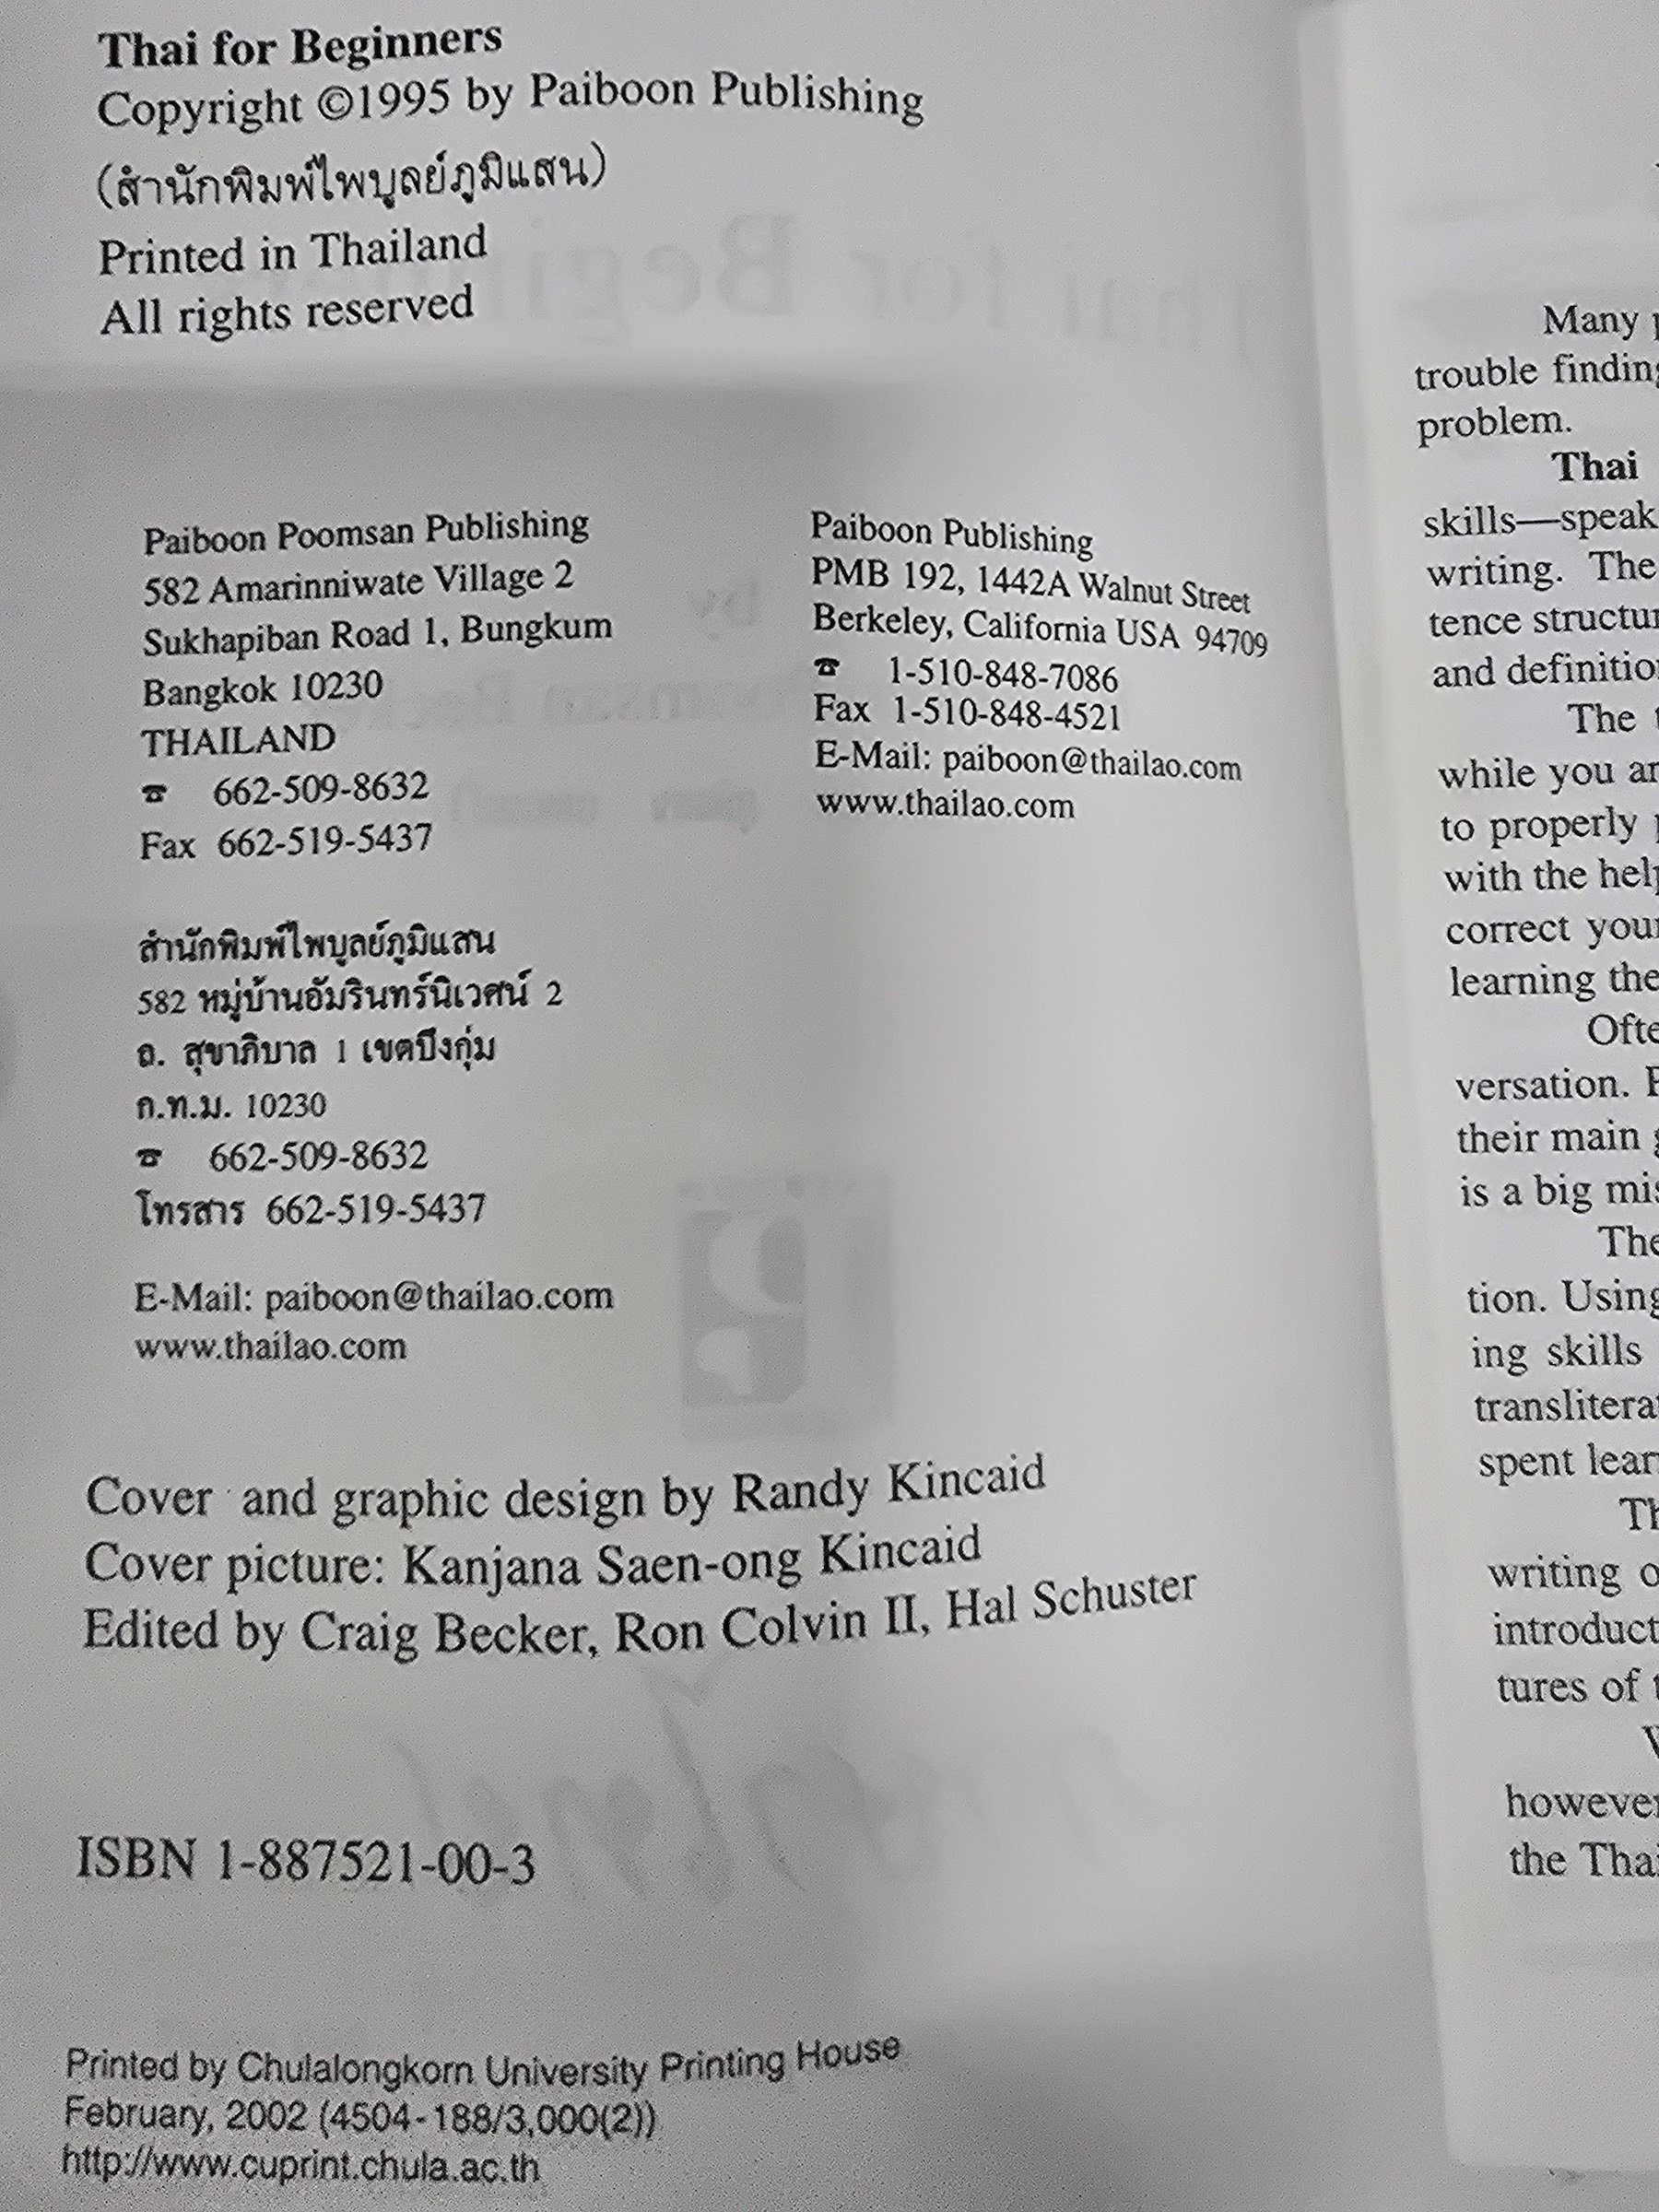 Thai for Beginners
Copyright ©1995 by Paiboon Publishing
(สำนักพิมพ์ไพบูลย์ภูมิแสน)
Printed in Thailand
All rights reserved
Paiboon Poomsan Publishing
582 Amarinniwate Village 2
Sukhapiban Road 1, Bungkum
Bangkok 10230
THAILAND
☎ 662-509-8632
Fax 662-519-5437
สำนักพิมพ์ไพบูลย์ภูมิแสน
582 หมู่บ้านอัมรินทร์นิเวศน์ 2
ถ. สุขาภิบาล 1 เขตบึงกุ่ม
ก.ท.ม. 10230
☎ 662-509-8632
โทรสาร 662-519-5437
E-Mail: paiboon@thailao.com
www.thailao.com
Paiboon Publishing
PMB 192, 1442A Walnut Street
Berkeley, California USA 94709
☎ 1-510-848-7086
Fax 1-510-848-4521
E-Mail: paiboon@thailao.com
www.thailao.com
Cover and graphic design by Randy Kincaid
Cover picture: Kanjana Saen-ong Kincaid
Edited by Craig Becker, Ron Colvin II, Hal Schuster
ISBN 1-887521-00-3
Printed by Chulalongkorn University Printing House
February, 2002 (4504-188/3,000(2))
http://www.cuprint.chula.ac.th
Many
trouble finding
problem.
Thai
skills—speak
writing. The
tence structur
and definitio
The
while you ar
to properly
with the help
correct your
learning the
Ofte
versation.
their main
is a big mis
The
tion. Using
ing skills
transliterat
spent lear
Th
writing o
introduct
tures of
however
the Thai